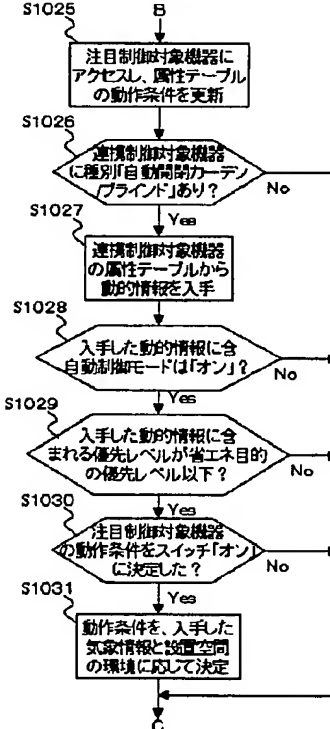 B
S1025
注目制御対象機器に
アクセスし、属性テーブル
の動作条件を更新
S1026
連携制御対象機器
に種別「自動開閉カーテン
/ブラインド」あり?
No
Yes
S1027
連携制御対象機器
の属性テーブルから
動的情報を入手
S1028
入手した動的情報に含
自動制御モードは「オン」?
No
Yes
S1029
入手した動的情報に含
まれる優先レベルが省エネ目的
の優先レベル以下?
No
Yes
S1030
注目制御対象機器
の動作条件をスイッチ「オン」
に決定した?
No
Yes
S1031
動作条件を、入手した
気象情報と設置空間
の環境に応じて決定
C